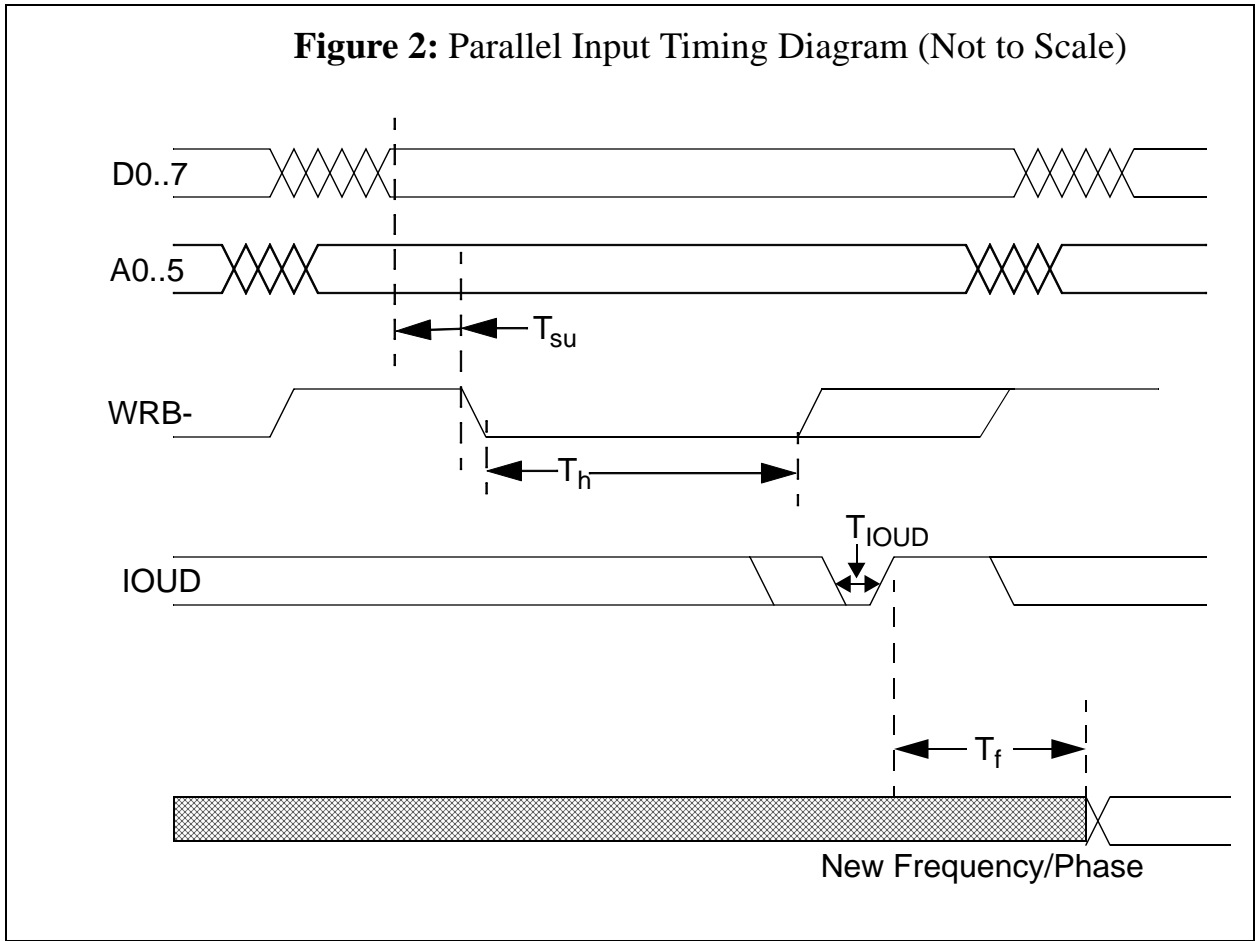 Figure 2: Parallel Input Timing Diagram (Not to Scale)
D0..7
A0..5
Tsu
WRB-
Th
TIOUD
IOUD
Tf
New Frequency/Phase